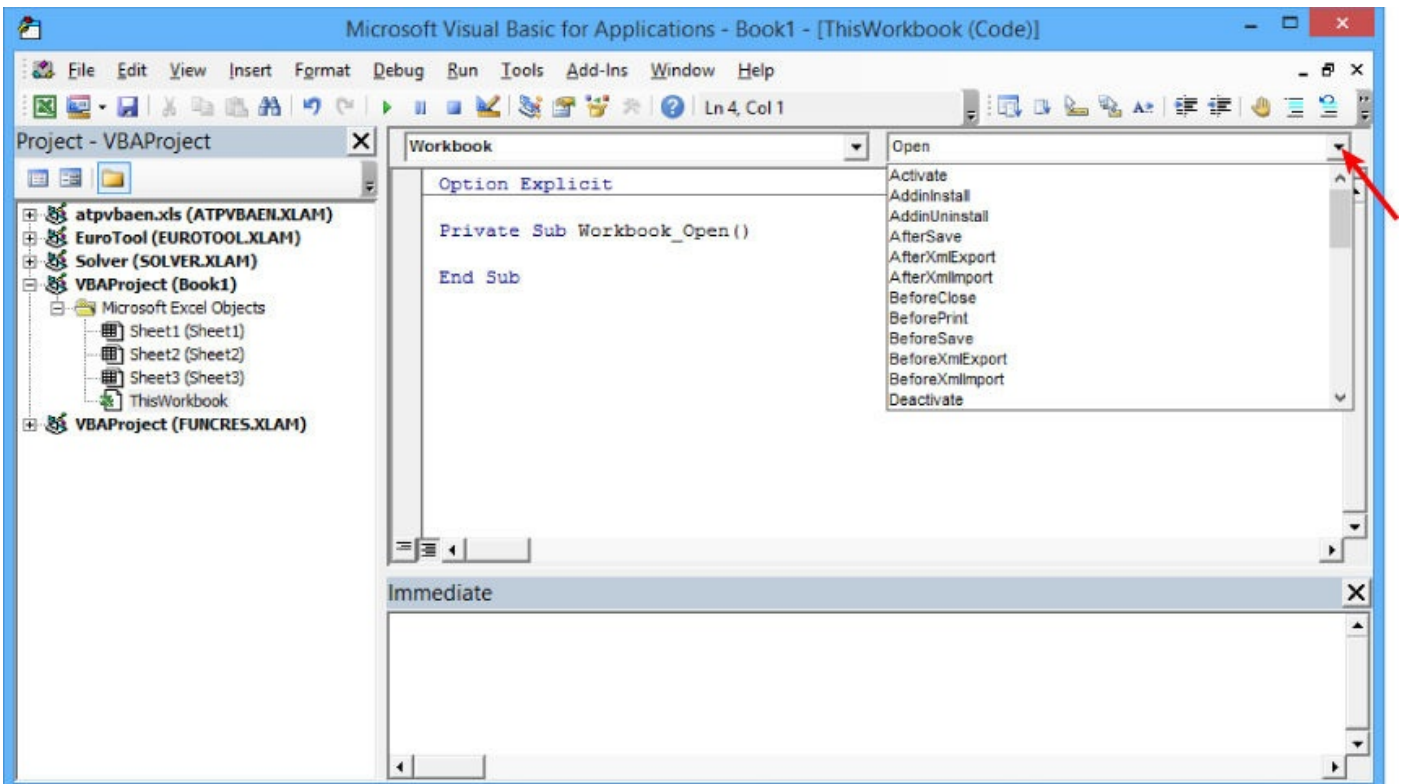 Microsoft Visual Basic for Applications - Book1 - [ThisWorkbook (Code)]
File Edit View Insert Format Debug Run Tools Add-Ins Window Help
Ln 4, Col 1
Project - VBAProject
atpvbaen.xls (ATPVBAEN.XLAM)
EuroTool (EUROTOOL.XLAM)
Solver (SOLVER.XLAM)
VBAProject (Book1)
Microsoft Excel Objects
Sheet1 (Sheet1)
Sheet2 (Sheet2)
Sheet3 (Sheet3)
ThisWorkbook
VBAProject (FUNCRES.XLAM)
Workbook
Open
Option Explicit
Private Sub Workbook_Open()
End Sub
Activate
AddinInstall
AddinUninstall
AfterSave
AfterXmlExport
AfterXmlImport
BeforeClose
BeforePrint
BeforeSave
BeforeXmlExport
BeforeXmlImport
Deactivate
Immediate